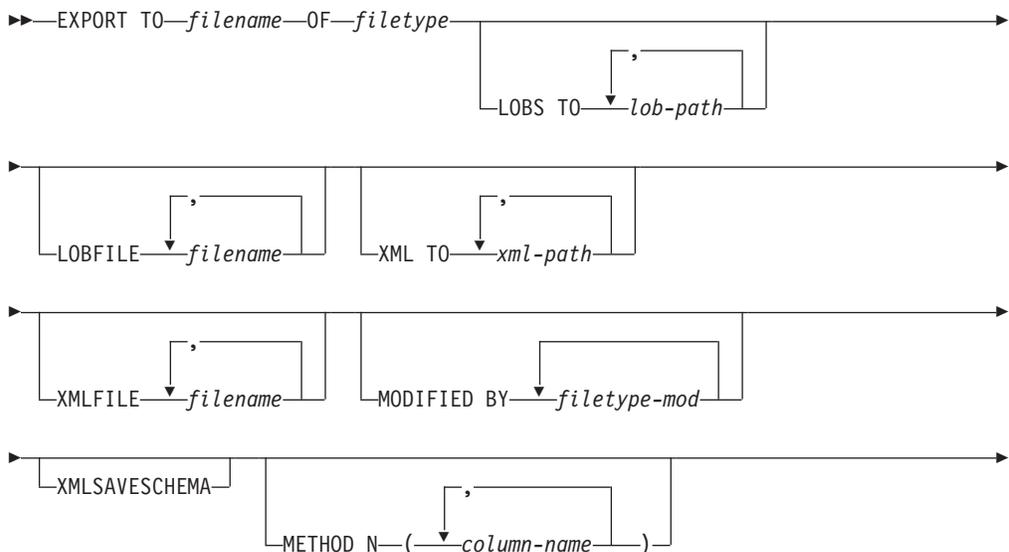 EXPORT TO filename OF filetype
,
LOBS TO lob-path
, ,
LOBFILE filename XML TO xml-path
,
XMLFILE filename MODIFIED BY filetype-mod
XMLSAVESCHEMA ,
METHOD N ( column-name )